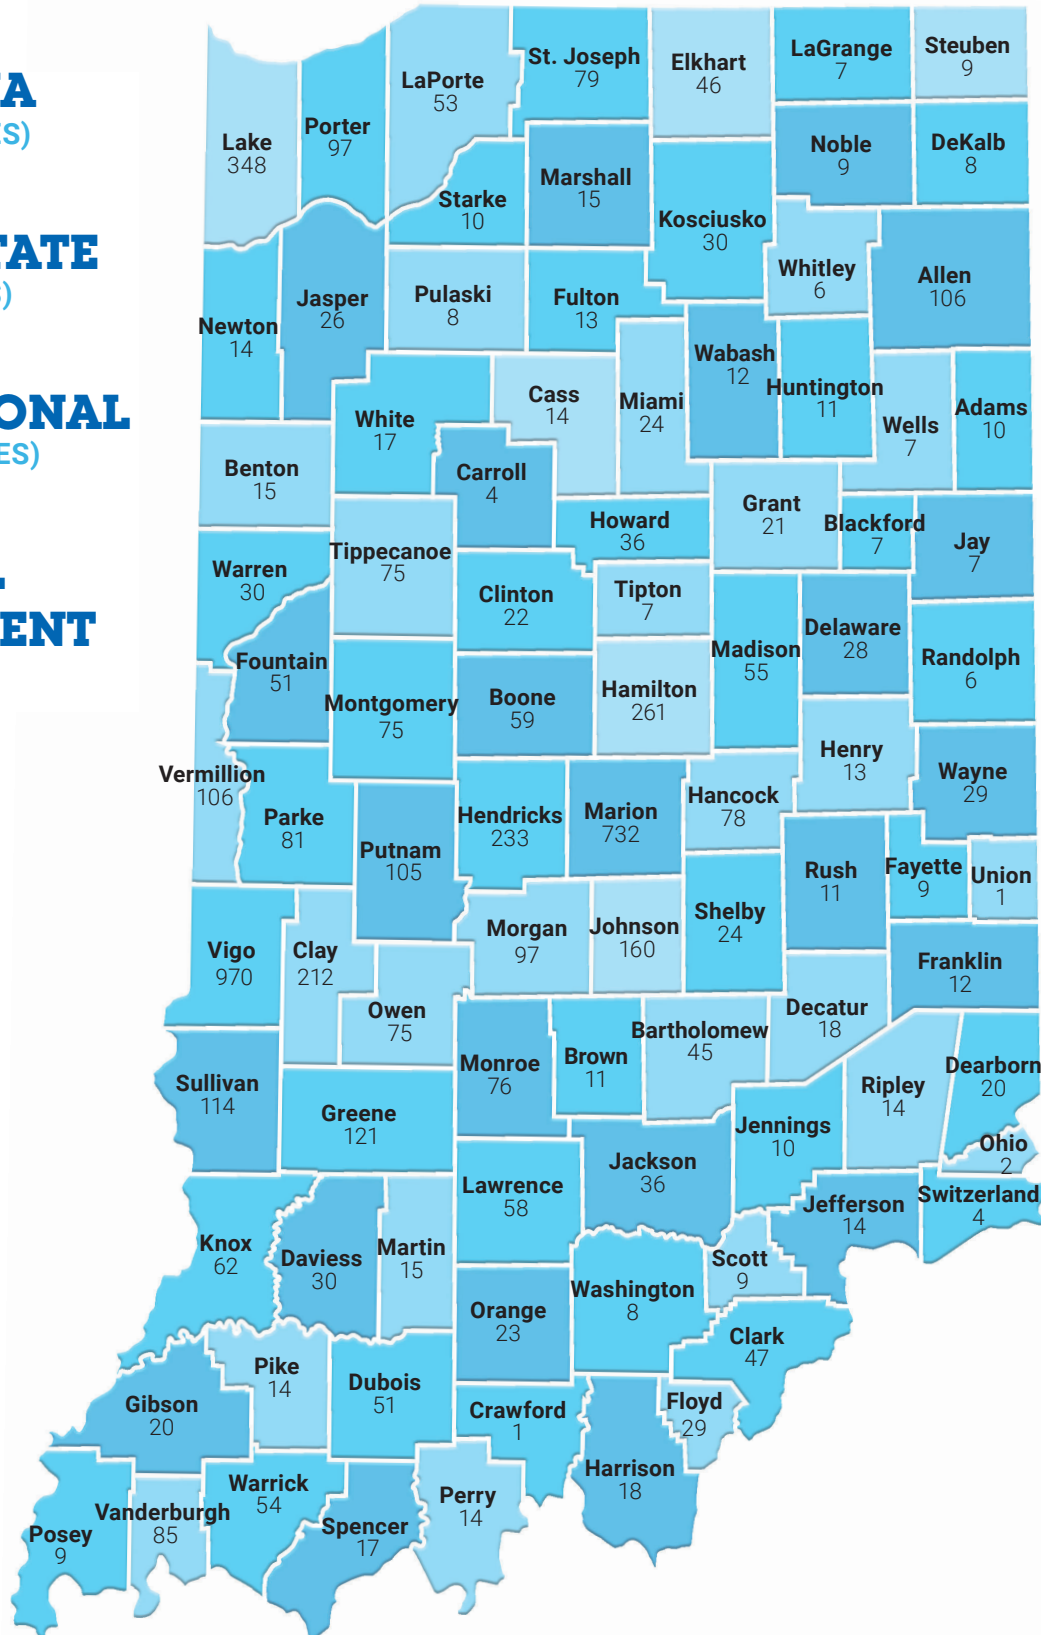 IA
ES)
TATE
S)
IONAL
IES)
L
MENT
St. Joseph
79
Elkhart
46
LaGrange
7
Steuben
9
LaPorte
53
Lake
348
Porter
97
Noble
9
DeKalb
8
Marshall
15
Starke
10
Kosciusko
30
Whitley
6
Allen
106
Newton
14
Jasper
26
Pulaski
8
Fulton
13
Wabash
12
Huntington
11
Cass
14
Miami
24
White
17
Wells
7
Adams
10
Benton
15
Carroll
4
Grant
21
Howard
36
Blackford
7
Jay
7
Tippecanoe
75
Warren
30
Clinton
22
Tipton
7
Madison
55
Delaware
28
Randolph
6
Fountain
51
Montgomery
75
Boone
59
Hamilton
261
Henry
13
Wayne
29
Vermillion
106
Parke
81
Hendricks
233
Marion
732
Hancock
78
Putnam
105
Rush
11
Fayette
9
Union
1
Vigo
970
Clay
212
Morgan
97
Johnson
160
Shelby
24
Franklin
12
Owen
75
Decatur
18
Sullivan
114
Greene
121
Monroe
76
Brown
11
Bartholomew
45
Ripley
14
Dearborn
20
Jennings
10
Ohio
2
Lawrence
58
Jackson
36
Jefferson
14
Switzerland
4
Knox
62
Daviess
30
Martin
15
Scott
9
Orange
23
Washington
8
Clark
47
Pike
14
Dubois
51
Gibson
20
Crawford
1
Floyd
29
Harrison
18
Posey
9
Vanderburgh
85
Warrick
54
Spencer
17
Perry
14